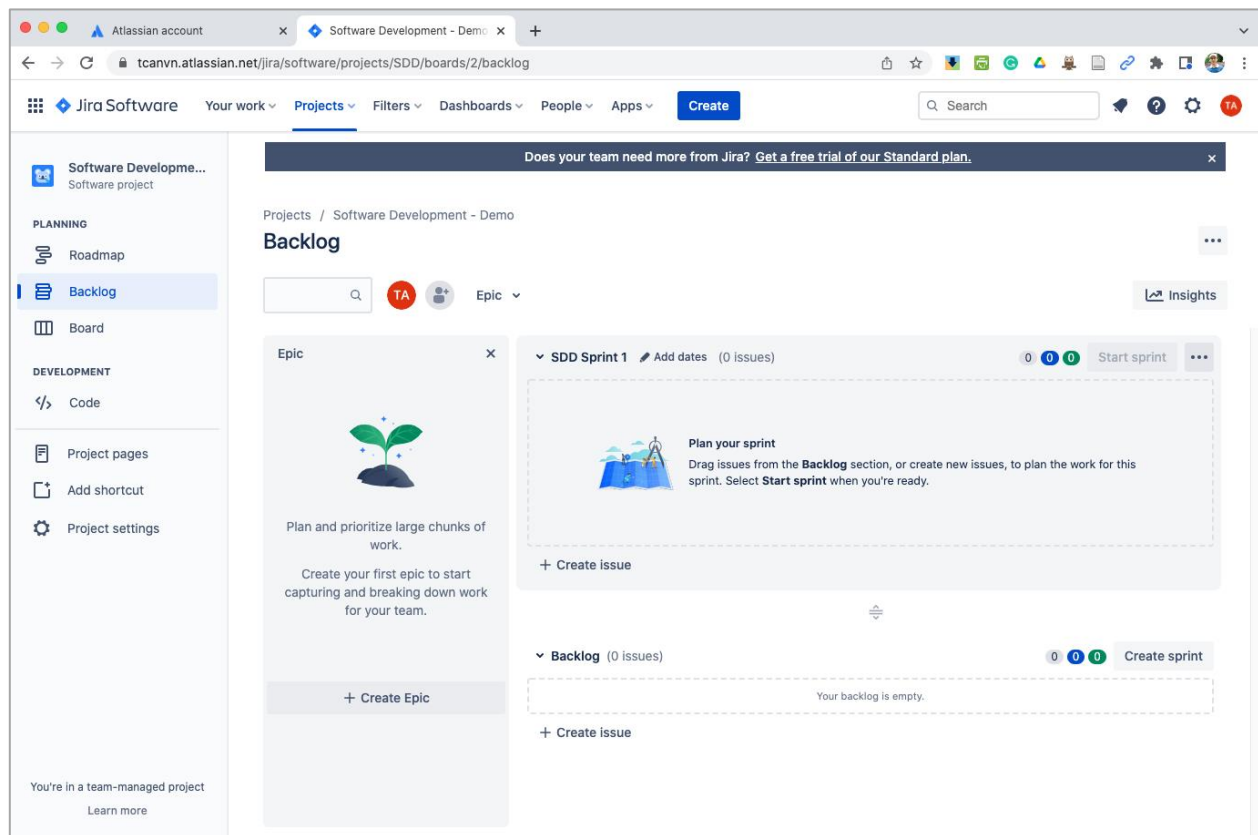 Atlassian account
Software Development - Demo
tcanvn.atlassian.net/jira/software/projects/SDD/boards/2/backlog
Jira Software Your work Projects Filters Dashboards People Apps Create Search TA
Does your team need more from Jira? Get a free trial of our Standard plan.
Software Developme...
Software project
PLANNING
Roadmap
Backlog
Board
DEVELOPMENT
Code
Project pages
Add shortcut
Project settings
You're in a team-managed project
Learn more
Projects / Software Development - Demo
Backlog
TA Epic Insights
Epic
Plan and prioritize large chunks of
work.
Create your first epic to start
capturing and breaking down work
for your team.
+ Create Epic
SDD Sprint 1 Add dates (0 issues) 0 0 0 Start sprint
Plan your sprint
Drag issues from the Backlog section, or create new issues, to plan the work for this
sprint. Select Start sprint when you're ready.
+ Create issue
Backlog (0 issues) 0 0 0 Create sprint
Your backlog is empty.
+ Create issue